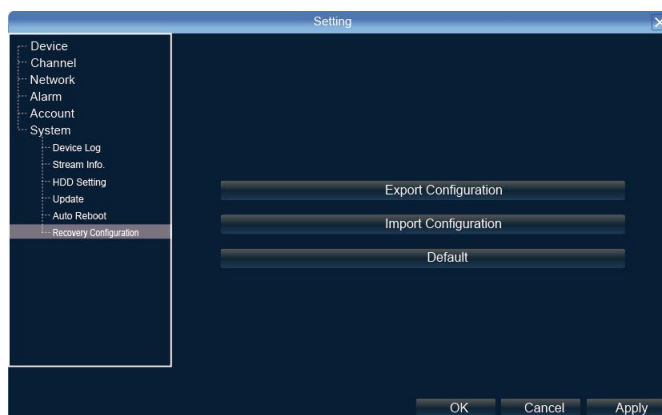 Setting
Device
Channel
Network
Alarm
Account
System
Device Log
Stream Info.
HDD Setting
Update
Auto Reboot
Recovery Configuration
Export Configuration
Import Configuration
Default
OK Cancel Apply